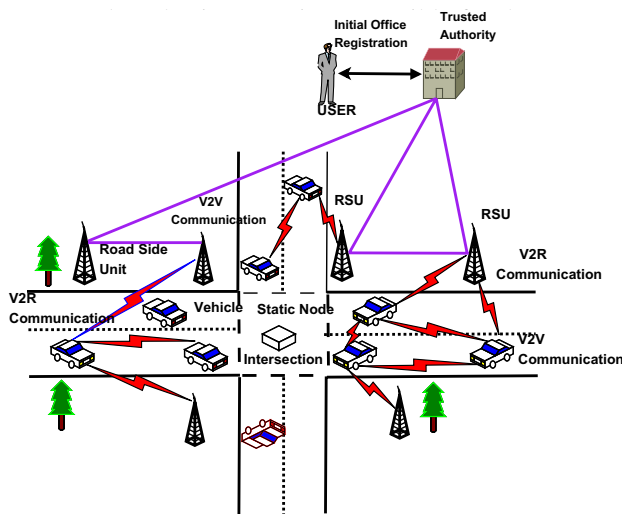 Initial Office
Registration
Trusted
Authority
USER
V2V
Communication
RSU
RSU
Road Side
Unit
V2R
Communication
V2R
Communication
Vehicle
Static Node
Intersection
V2V
Communication